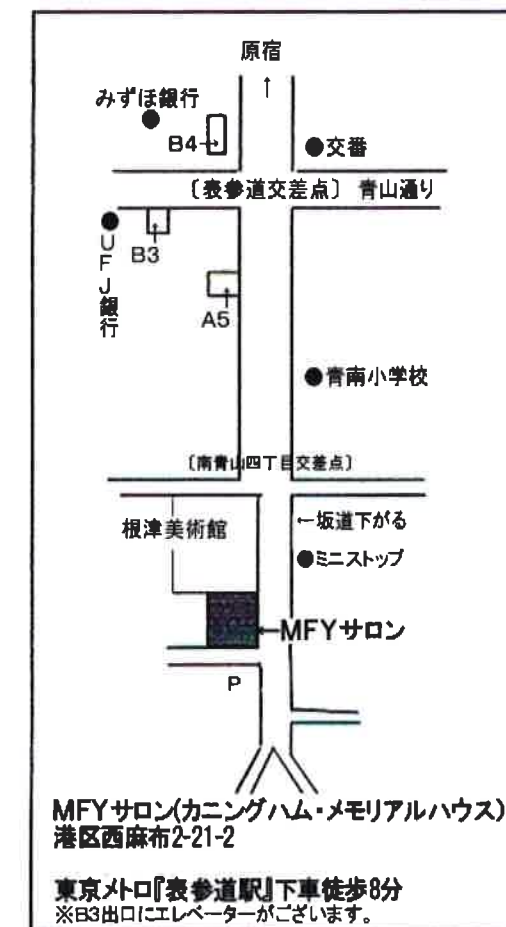 原宿
↑
みずほ銀行
B4→
交番
〔表参道交差点〕 青山通り
UFJ銀行
B3
A5
青南小学校
〔南青山四丁目交差点〕
根津美術館
←坂道下がる
ミニストップ
←MFYサロン
P
MFYサロン(カニングハム・メモリアルハウス)
港区西麻布2-21-2
東京メトロ『表参道駅』下車徒歩8分
※B3出口にエレベーターがございます。